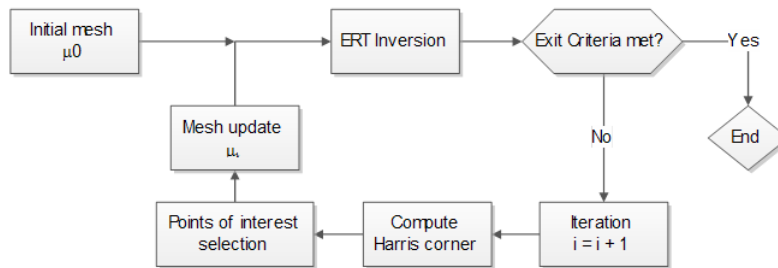 Initial mesh
μ0
ERT Inversion
Exit Criteria met?
Yes
End
No
Iteration
i = i + 1
Compute
Harris corner
Points of interest
selection
Mesh update
μᵢ